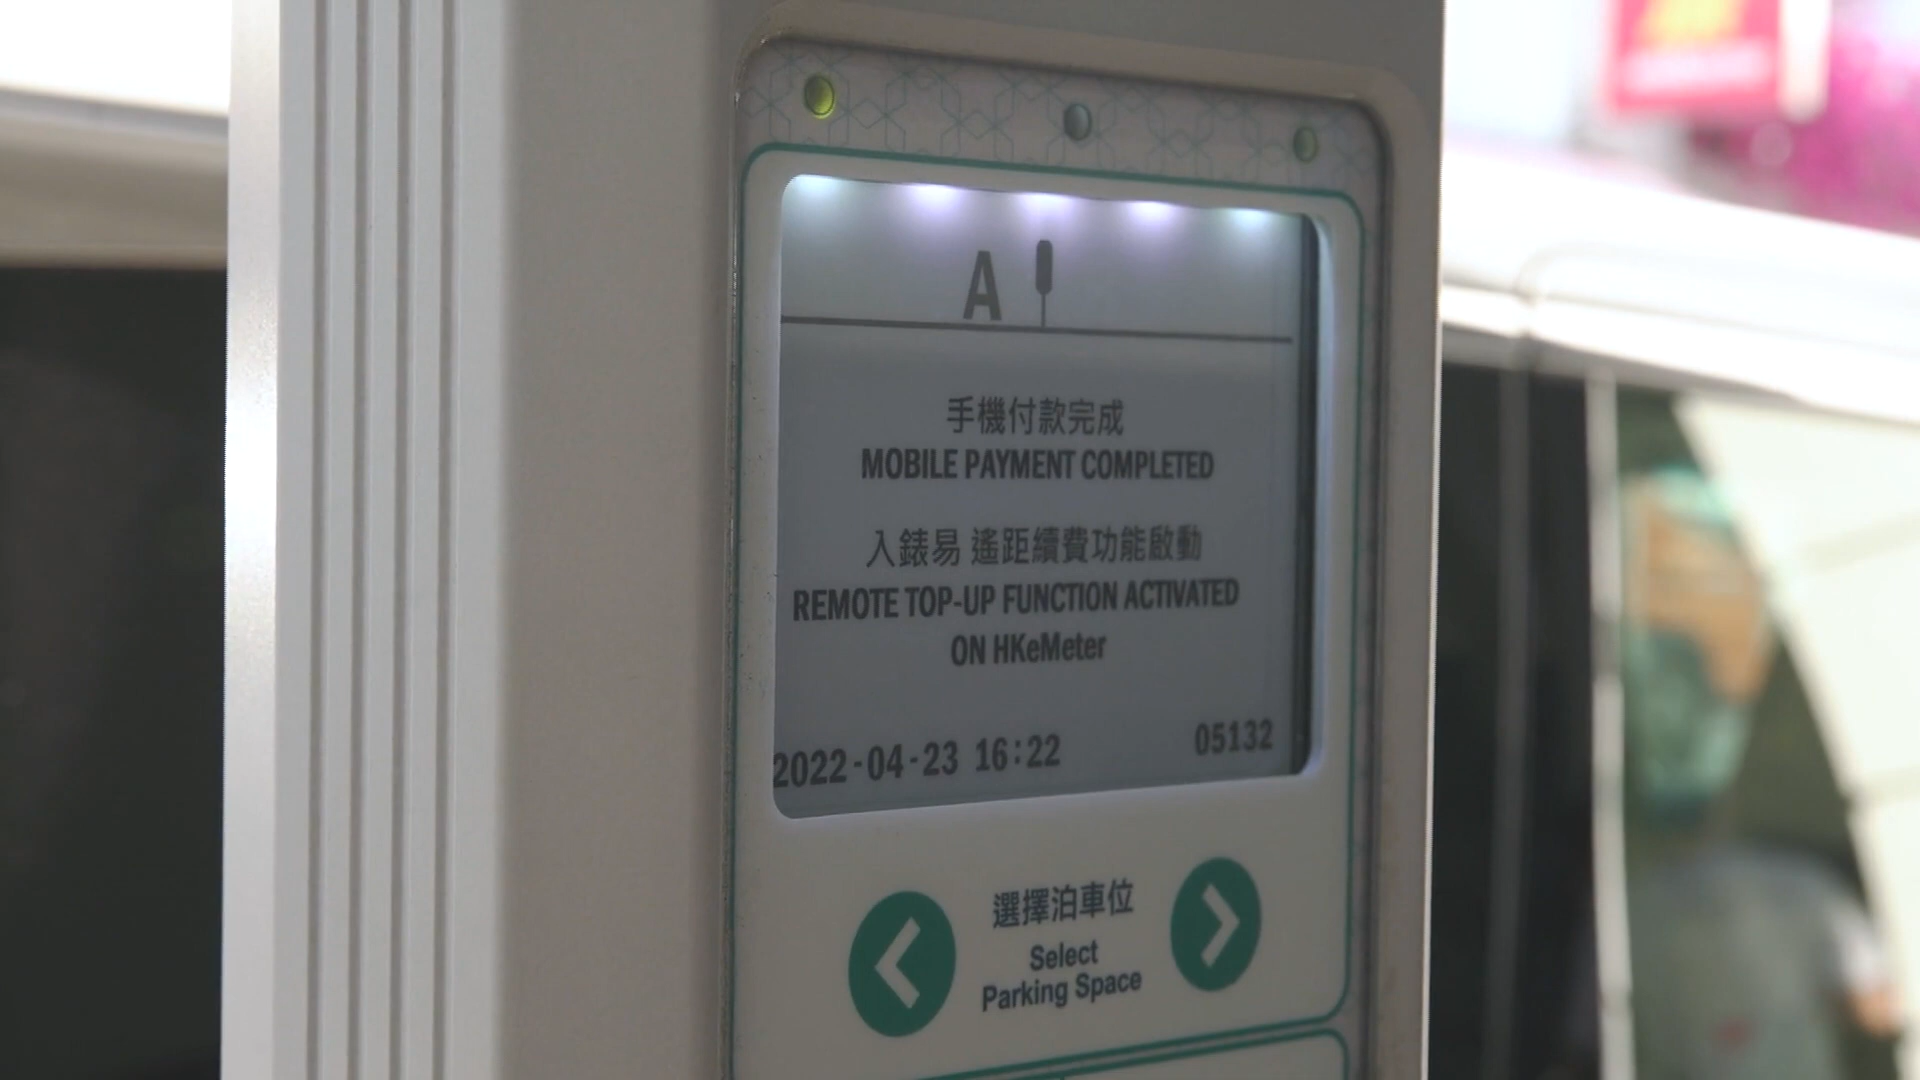 A
手機付款完成
MOBILE PAYMENT COMPLETED
入錶易 遙距續費功能啟動
REMOTE TOP-UP FUNCTION ACTIVATED
ON HKeMeter
2022-04-23 16:22 05132
選擇泊車位
Select
Parking Space